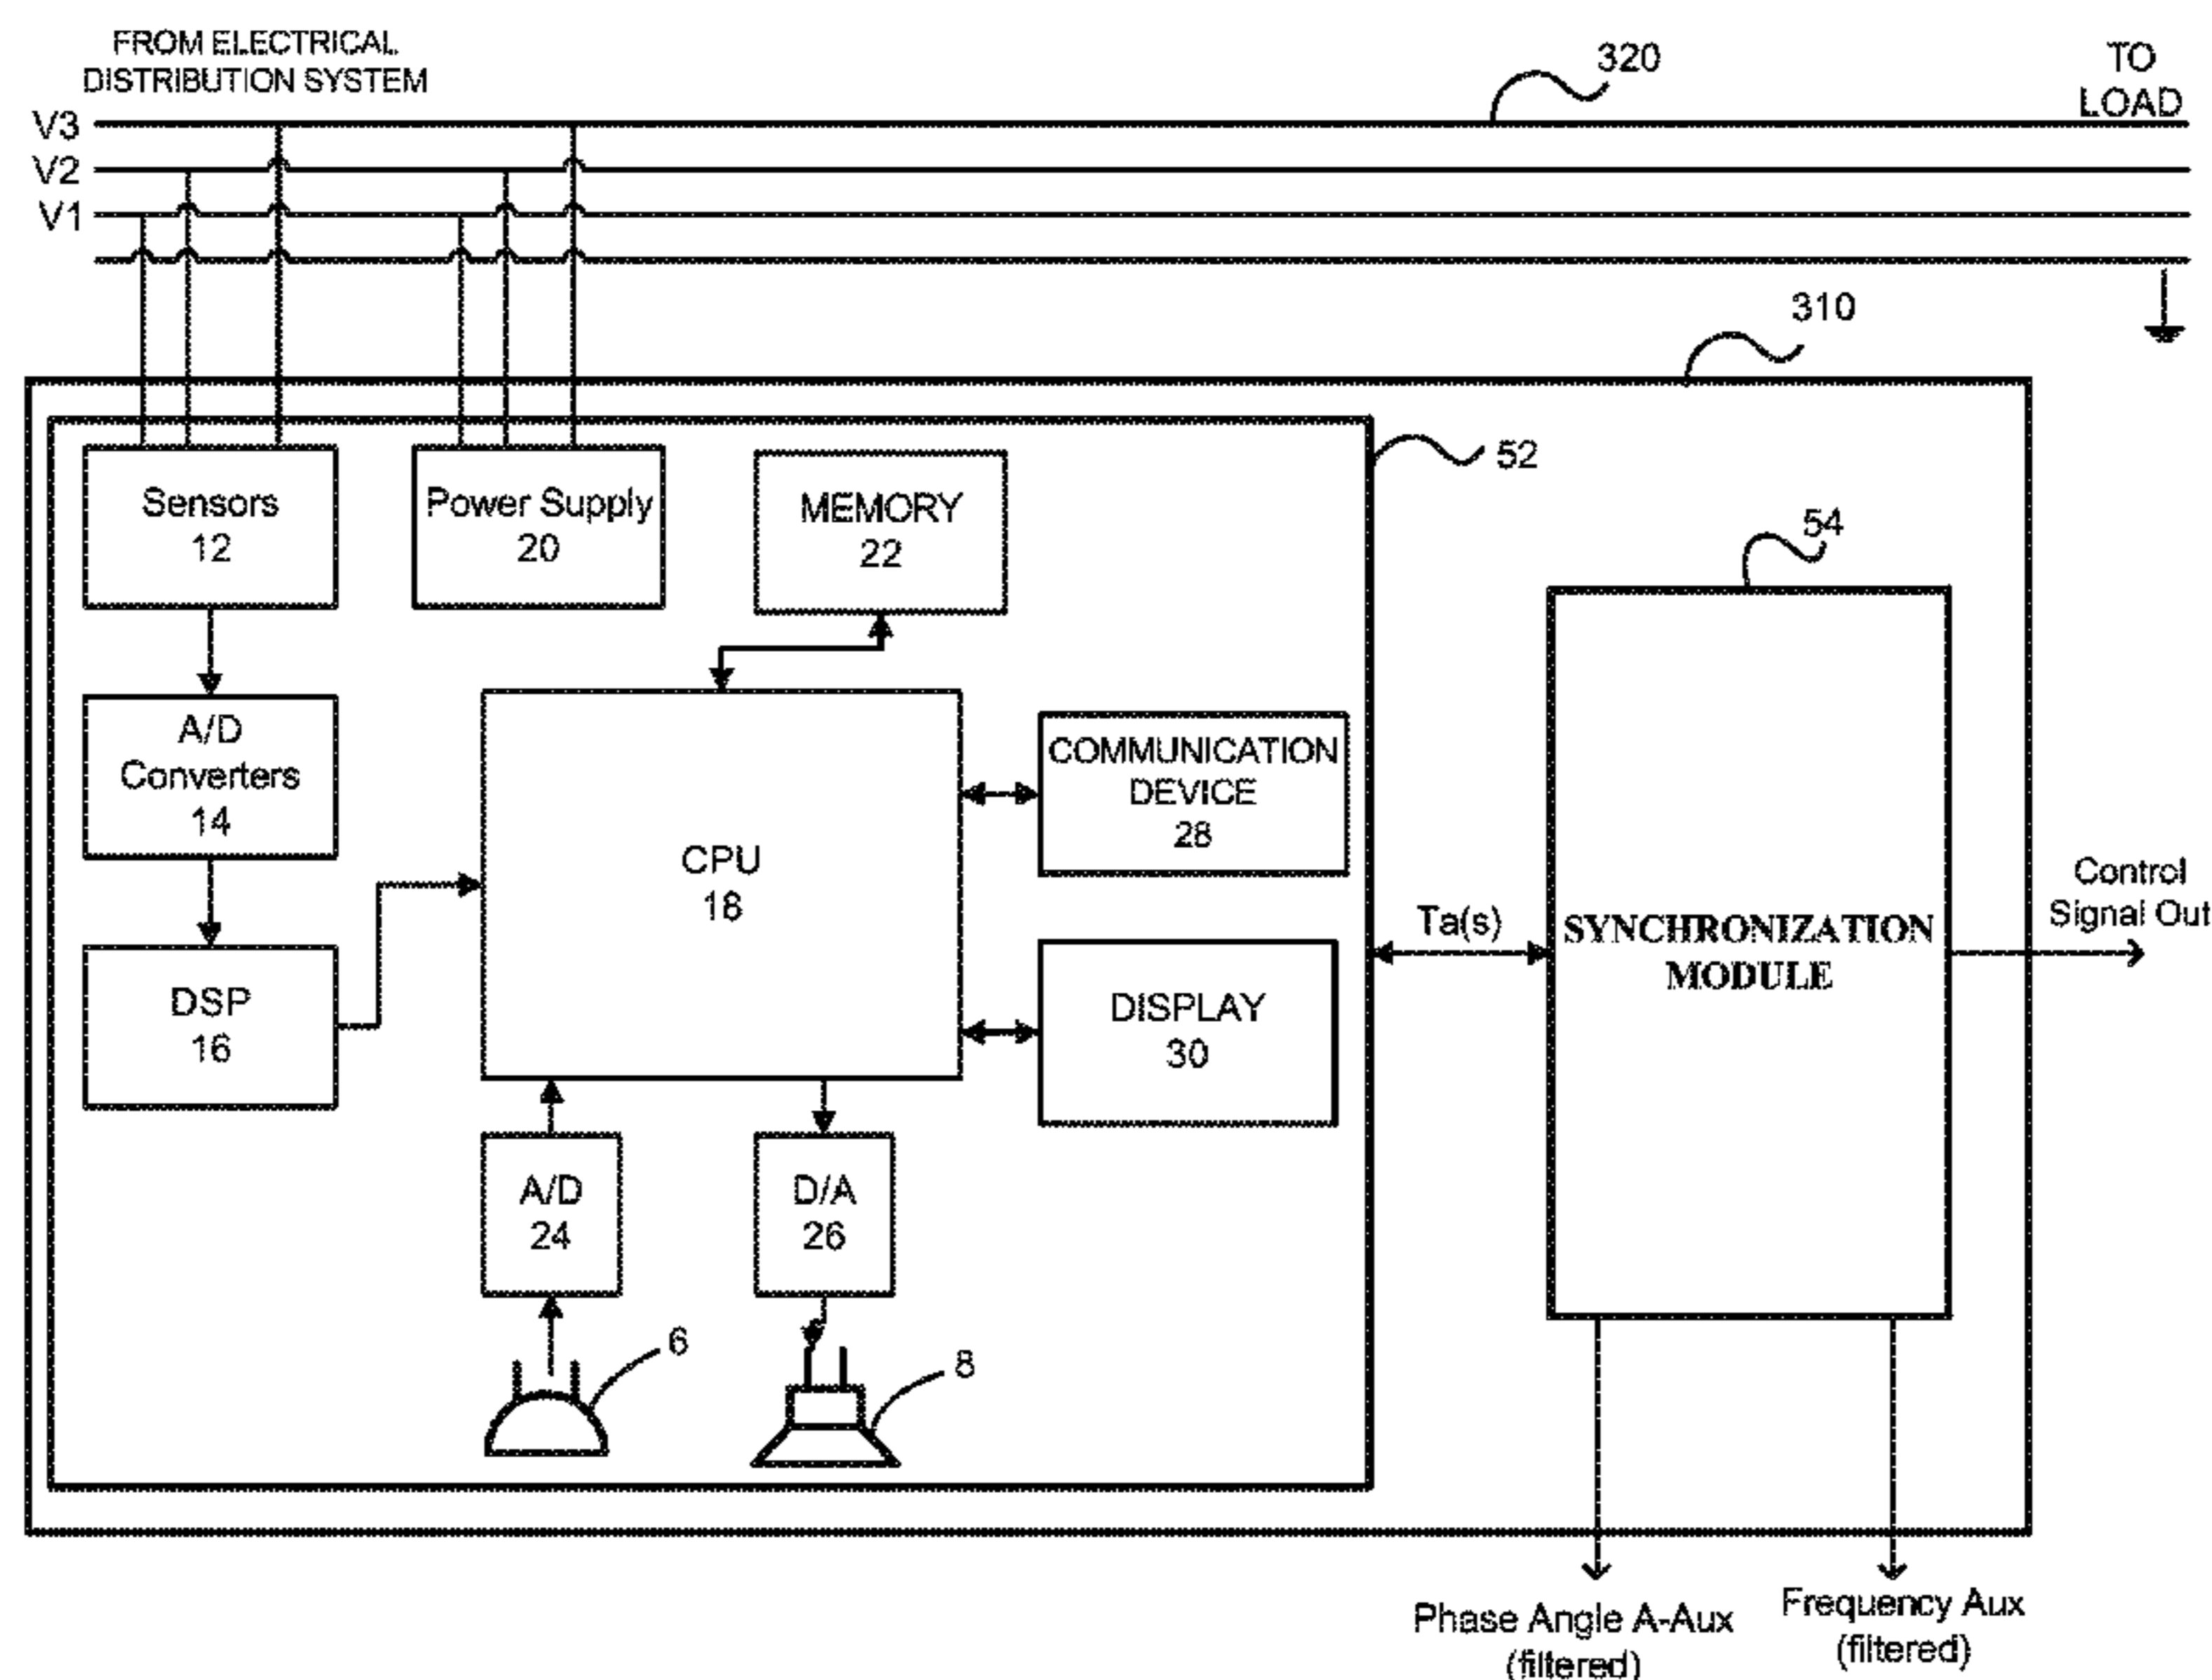 FROM ELECTRICAL
DISTRIBUTION SYSTEM
320
TO
LOAD
V3
V2
V1
310
52
Sensors
12
Power Supply
20
MEMORY
22
54
A/D
Converters
14
COMMUNICATION
DEVICE
28
CPU
18
Control
Signal Out
Ta(s)
SYNCHRONIZATION
MODULE
DSP
16
DISPLAY
30
A/D
24
D/A
26
6
8
Phase Angle A-Aux
(filtered)
Frequency Aux
(filtered)